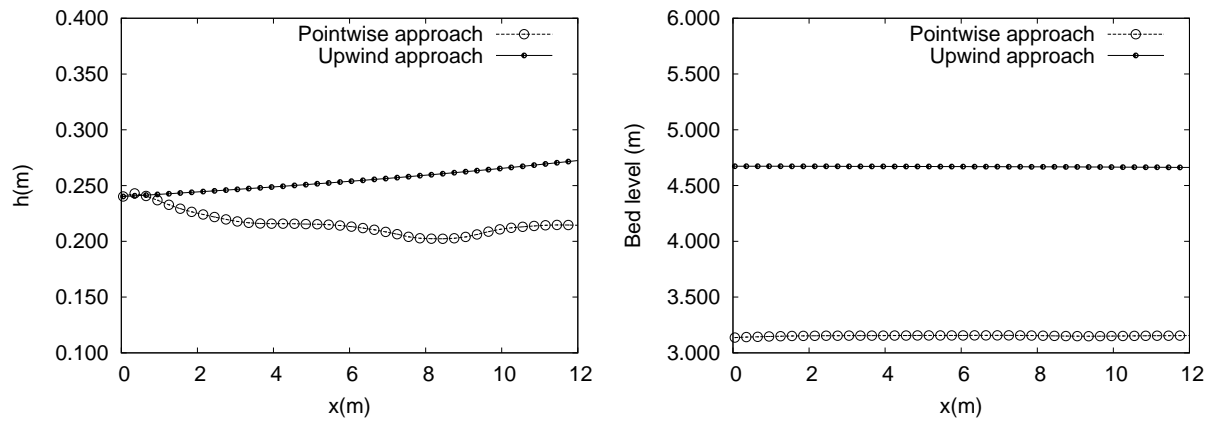 0.400
0.350
0.300
0.250
0.200
0.150
0.100
h(m)
0 2 4 6 8 10 12
x(m)
Pointwise approach
Upwind approach
6.000
5.500
5.000
4.500
4.000
3.500
3.000
Bed level (m)
0 2 4 6 8 10 12
x(m)
Pointwise approach
Upwind approach